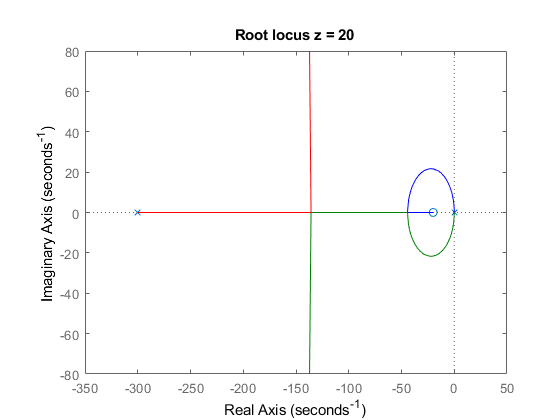 Root locus z = 20
80
60
40
20
0
-20
-40
-60
-80
-350 -300 -250 -200 -150 -100 -50 0 50
Imaginary Axis (seconds⁻¹)
Real Axis (seconds⁻¹)